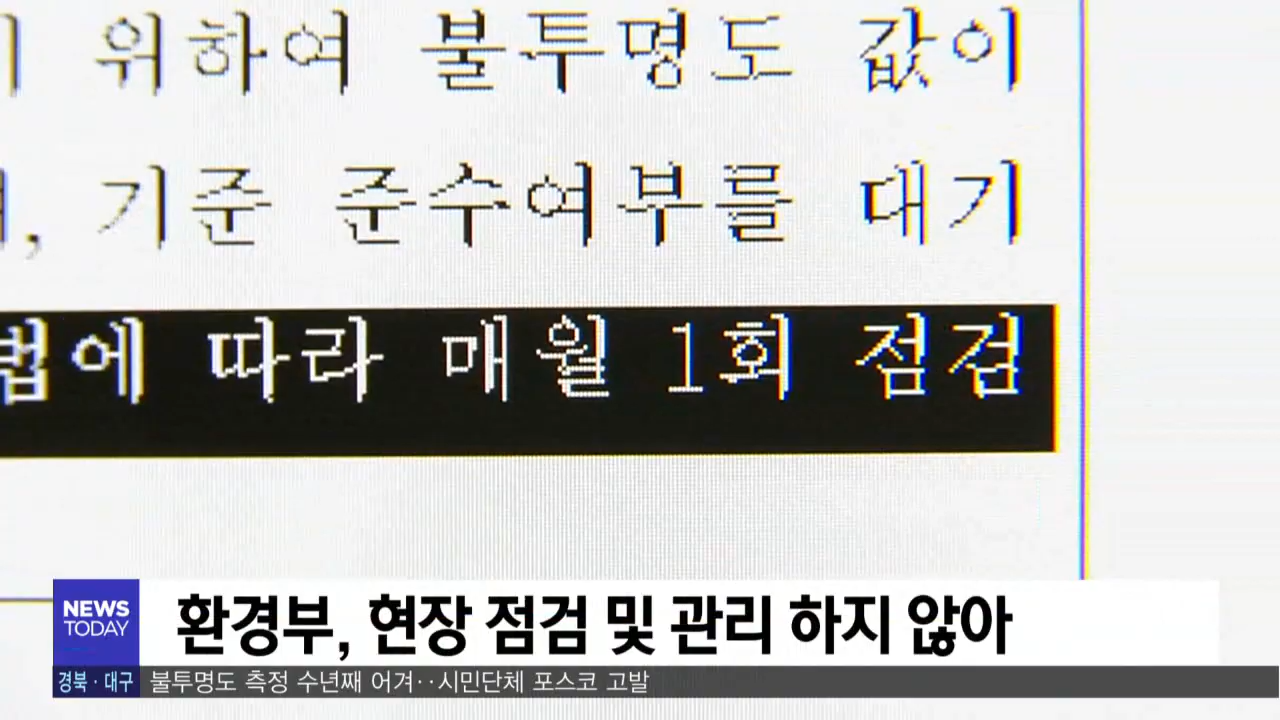 위하여 불투명도 값이
, 기준 준수여부를 대기
법에 따라 매월 1회 점검
NEWS
TODAY
환경부, 현장 점검 및 관리 하지 않아
경북·대구 불투명도 측정 수년째 어겨‥시민단체 포스코 고발